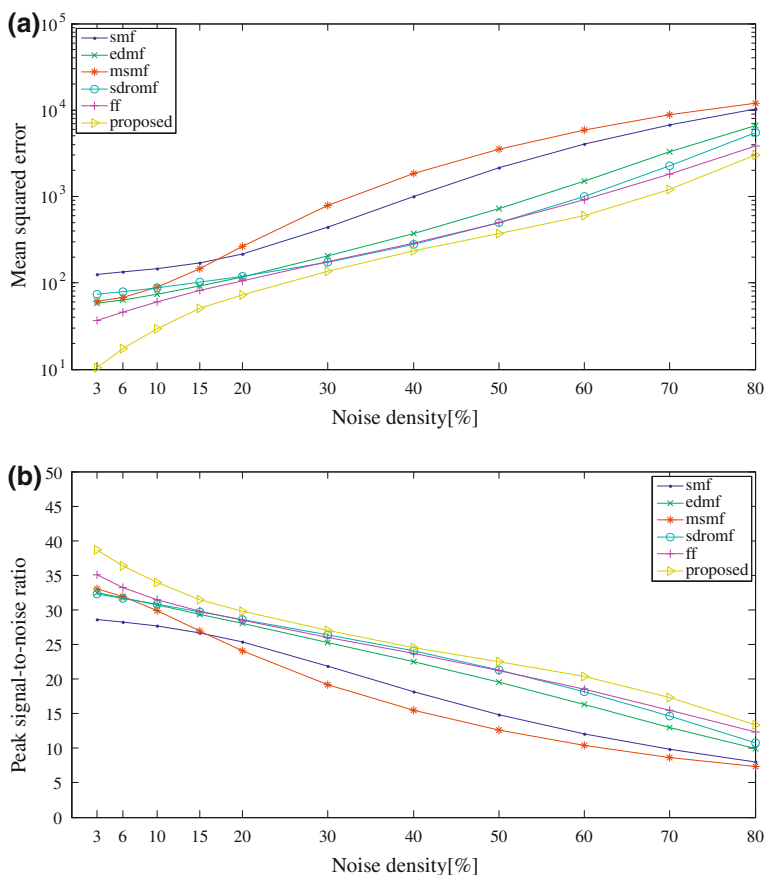 (a)
10^5
10^4
10^3
10^2
10^1
Mean squared error
smf
edmf
msmf
sdromf
ff
proposed
3 6 10 15 20 30 40 50 60 70 80
Noise density[%]
(b)
50
45
40
35
30
25
20
15
10
5
0
Peak signal-to-noise ratio
smf
edmf
msmf
sdromf
ff
proposed
3 6 10 15 20 30 40 50 60 70 80
Noise density[%]